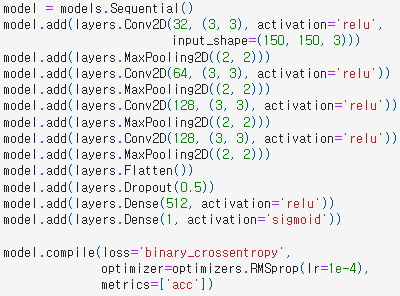 model = models.Sequential()
model.add(layers.Conv2D(32, (3, 3), activation='relu',
                        input_shape=(150, 150, 3)))
model.add(layers.MaxPooling2D((2, 2)))
model.add(layers.Conv2D(64, (3, 3), activation='relu'))
model.add(layers.MaxPooling2D((2, 2)))
model.add(layers.Conv2D(128, (3, 3), activation='relu'))
model.add(layers.MaxPooling2D((2, 2)))
model.add(layers.Conv2D(128, (3, 3), activation='relu'))
model.add(layers.MaxPooling2D((2, 2)))
model.add(layers.Flatten())
model.add(layers.Dropout(0.5))
model.add(layers.Dense(512, activation='relu'))
model.add(layers.Dense(1, activation='sigmoid'))

model.compile(loss='binary_crossentropy',
              optimizer=optimizers.RMSprop(lr=1e-4),
              metrics=['acc'])